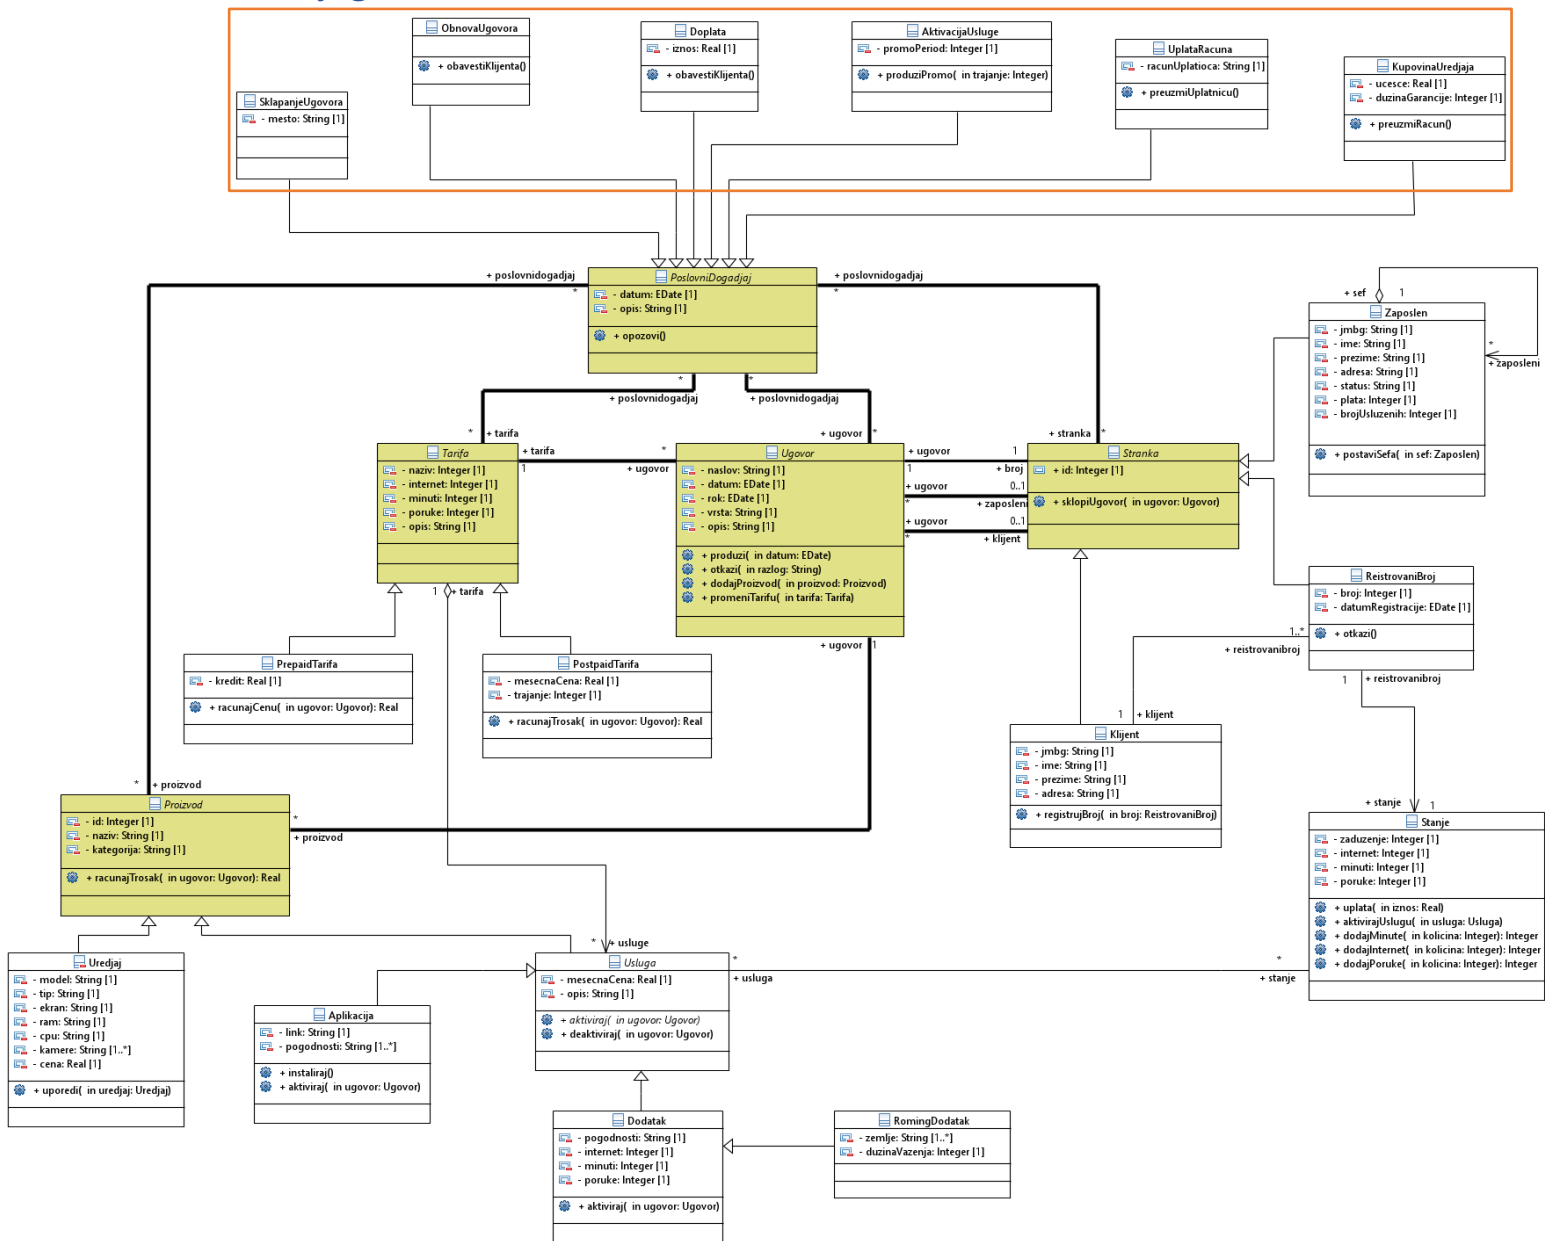 ObnovaUgovora
+ obavestiKlijenta()
Doplata
- iznos: Real [1]
+ obavestiKlijenta()
AktivacijaUsluge
- promoPeriod: Integer [1]
+ produziPromo( in trajanje: Integer)
UplataRacuna
- racunUplatioca: String [1]
+ preuzmiUplatnicu()
KupovinaUredjaja
- ucesce: Real [1]
- duzinaGarancije: Integer [1]
+ preuzmiRacun()
SklapanjeUgovora
- mesto: String [1]
+ poslovnidogadjaj
*
PoslovniDogadjaj
- datum: EDate [1]
- opis: String [1]
+ opozovi()
+ poslovnidogadjaj
*
+ sef
1
Zaposlen
- jmbg: String [1]
- ime: String [1]
- prezime: String [1]
- adresa: String [1]
- status: String [1]
- plata: Integer [1]
- brojUsluzenih: Integer [1]
+ postaviSefa( in sef: Zaposlen)
*
+ zaposleni
*
+ poslovnidogadjaj
*
+ poslovnidogadjaj
*
+ tarifa
+ ugovor
*
+ stranka
*
Tarifa
- naziv: Integer [1]
- internet: Integer [1]
- minuti: Integer [1]
- poruke: Integer [1]
- opis: String [1]
+ tarifa
1
*
+ ugovor
Ugovor
- naslov: String [1]
- datum: EDate [1]
- rok: EDate [1]
- vrsta: String [1]
- opis: String [1]
+ produzi( in datum: EDate)
+ otkazi( in razlog: String)
+ dodajProizvod( in proizvod: Proizvod)
+ promeniTarifu( in tarifa: Tarifa)
+ ugovor
1
1
+ broj
+ ugovor
0..1
*
+ zaposleni
+ ugovor
0..1
*
+ klijent
Stranka
+ id: Integer [1]
+ sklopiUgovor( in ugovor: Ugovor)
ReistrovaniBroj
- broj: Integer [1]
- datumRegistracije: EDate [1]
+ otkazi()
1
+ tarifa
1..*
+ reistrovanibroj
+ ugovor
1
PrepaidTarifa
- kredit: Real [1]
+ racunajCenu( in ugovor: Ugovor): Real
PostpaidTarifa
- mesecnaCena: Real [1]
- trajanje: Integer [1]
+ racunajTrosak( in ugovor: Ugovor): Real
1
+ reistrovanibroj
1
+ klijent
Klijent
- jmbg: String [1]
- ime: String [1]
- prezime: String [1]
- adresa: String [1]
+ registrujBroj( in broj: ReistrovaniBroj)
*
+ proizvod
Proizvod
- id: Integer [1]
- naziv: String [1]
- kategorija: String [1]
+ racunajTrosak( in ugovor: Ugovor): Real
*
+ proizvod
+ stanje
1
Stanje
- zaduzenje: Integer [1]
- internet: Integer [1]
- minuti: Integer [1]
- poruke: Integer [1]
+ uplata( in iznos: Real)
+ aktivirajUslugu( in usluga: Usluga)
+ dodajMinute( in kolicina: Integer): Integer
+ dodajInternet( in kolicina: Integer): Integer
+ dodajPoruke( in kolicina: Integer): Integer
*
+ usluge
Uredjaj
- model: String [1]
- tip: String [1]
- ekran: String [1]
- ram: String [1]
- cpu: String [1]
- kamere: String [1..*]
- cena: Real [1]
+ uporedi( in uredjaj: Uredjaj)
Usluga
- mesecnaCena: Real [1]
- opis: String [1]
+ aktiviraj( in ugovor: Ugovor)
+ deaktiviraj( in ugovor: Ugovor)
*
+ usluga
*
+ stanje
Aplikacija
- link: String [1]
- pogodnosti: String [1..*]
+ instaliraj()
+ aktiviraj( in ugovor: Ugovor)
Dodatak
- pogodnosti: String [1]
- internet: Integer [1]
- minuti: Integer [1]
- poruke: Integer [1]
+ aktiviraj( in ugovor: Ugovor)
RomingDodatak
- zemlje: String [1..*]
- duzinaVazenja: Integer [1]